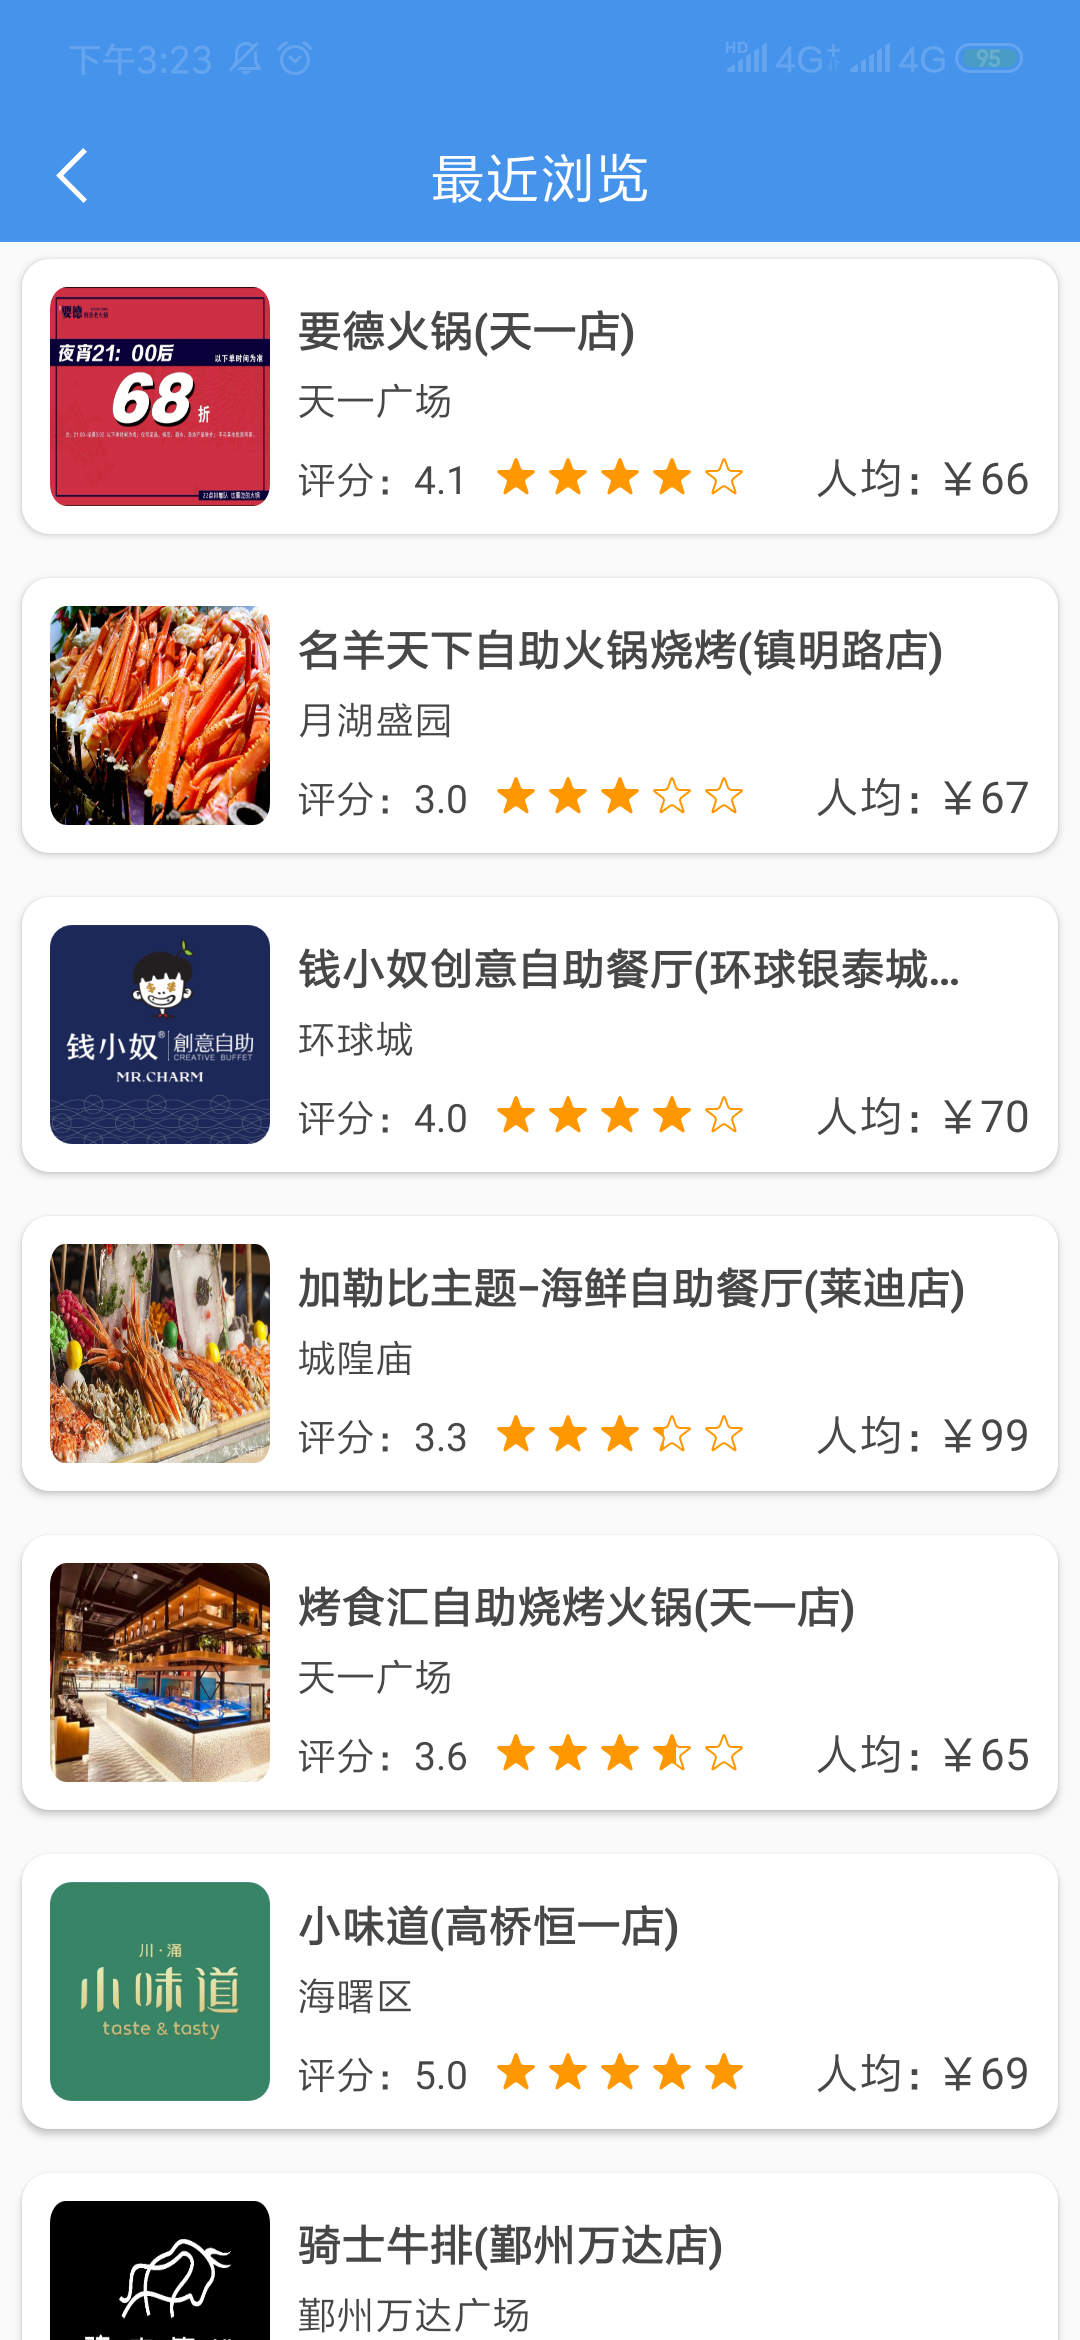 下午3:23
HD 4G+ 4G 95
最近浏览
要德
夜宵21：00后
以下单时间为准
68折
要德火锅(天一店)
天一广场
评分：4.1
人均：￥66
名羊天下自助火锅烧烤(镇明路店)
月湖盛园
评分：3.0
人均：￥67
钱小奴®创意自助
CREATIVE BUFFET
MR.CHARM
钱小奴创意自助餐厅(环球银泰城...
环球城
评分：4.0
人均：￥70
加勒比主题-海鲜自助餐厅(莱迪店)
城隍庙
评分：3.3
人均：￥99
烤食汇自助烧烤火锅(天一店)
天一广场
评分：3.6
人均：￥65
川·涌
小味道
taste & tasty
小味道(高桥恒一店)
海曙区
评分：5.0
人均：￥69
骑士牛排(鄞州万达店)
鄞州万达广场